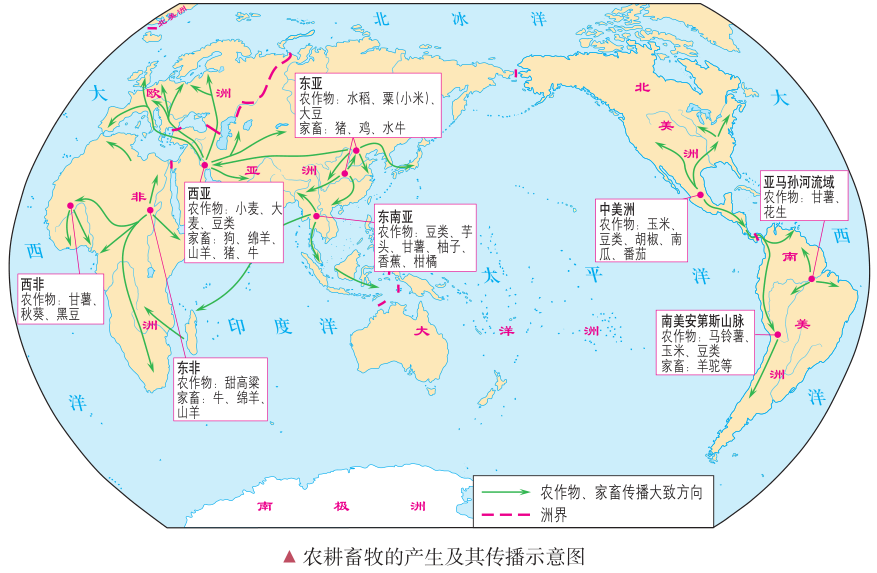 北美洲
北 冰 洋
大
欧 洲
东亚
农作物：水稻、粟(小米)、
大豆
家畜：猪、鸡、水牛
北
美
洲
大
亚 洲
非
洲
西亚
农作物：小麦、大
麦、豆类
家畜：狗、绵羊、
山羊、猪、牛
东南亚
农作物：豆类、芋
头、甘薯、柚子、
香蕉、柑橘
中美洲
农作物：玉米、
豆类、胡椒、南
瓜、番茄
亚马孙河流域
农作物：甘薯、
花生
西
洋
太 平 洋
西
洋
西非
农作物：甘薯、
秋葵、黑豆
印 度 洋
大 洋 洲
南
美
洲
南美安第斯山脉
农作物：马铃薯、
玉米、豆类
家畜：羊驼等
东非
农作物：甜高粱
家畜：牛、绵羊、
山羊
南 极 洲
农作物、家畜传播大致方向
洲界
▲ 农耕畜牧的产生及其传播示意图